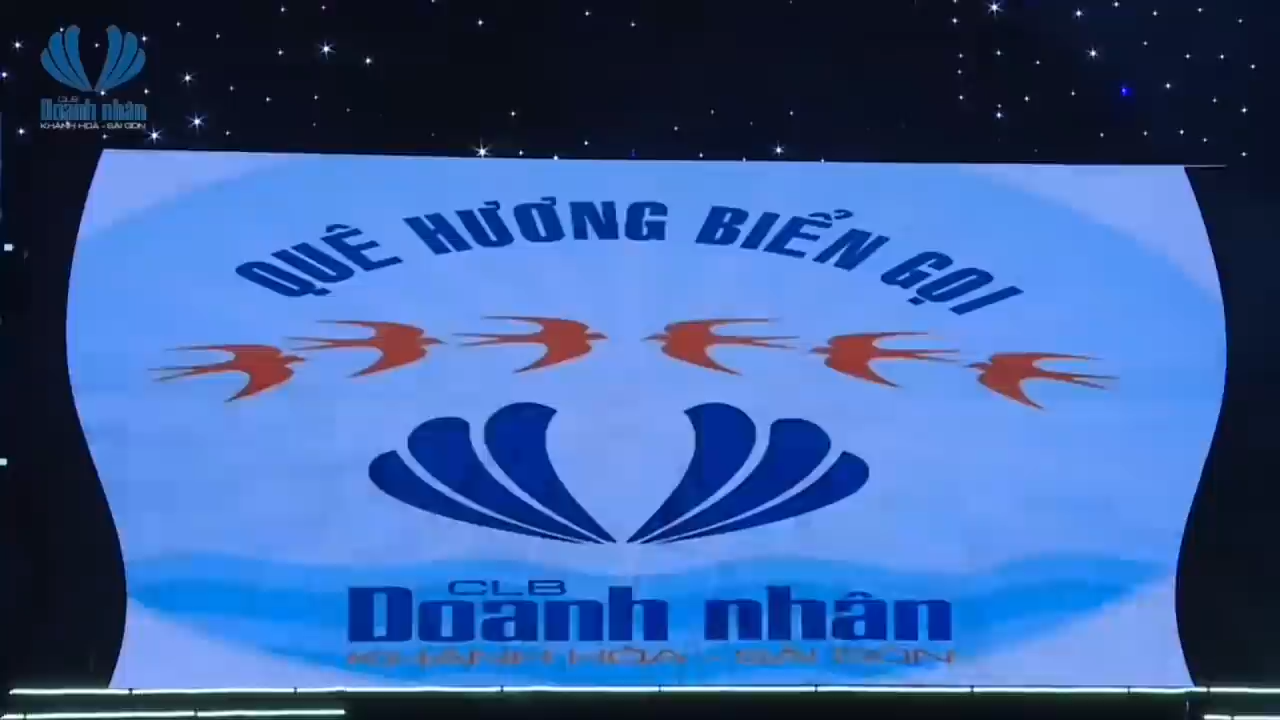 CLB
Doanh nhân
KHÁNH HÒA - SÀI GÒN
QUÊ HƯƠNG BIỂN GỌI
CLB
Doanh nhân
KHÁNH HÒA - SÀI GÒN